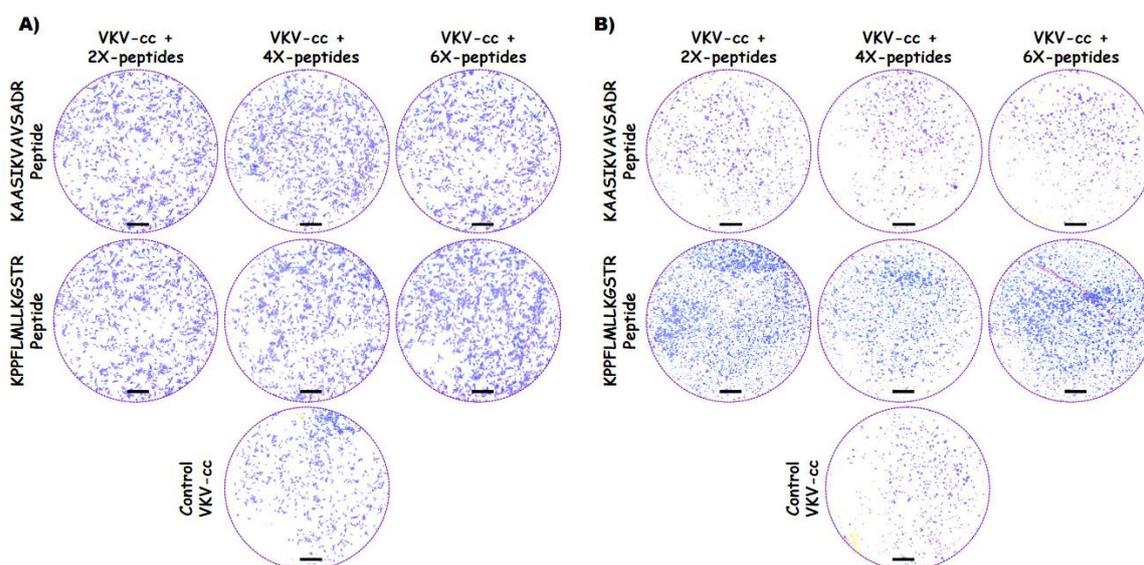 A)
VKV-cc +
2X-peptides
VKV-cc +
4X-peptides
VKV-cc +
6X-peptides
KAASIKVAVSADR
Peptide
KPPFLMLLKGSTR
Peptide
Control
VKV-cc
B)
VKV-cc +
2X-peptides
VKV-cc +
4X-peptides
VKV-cc +
6X-peptides
KAASIKVAVSADR
Peptide
KPPFLMLLKGSTR
Peptide
Control
VKV-cc